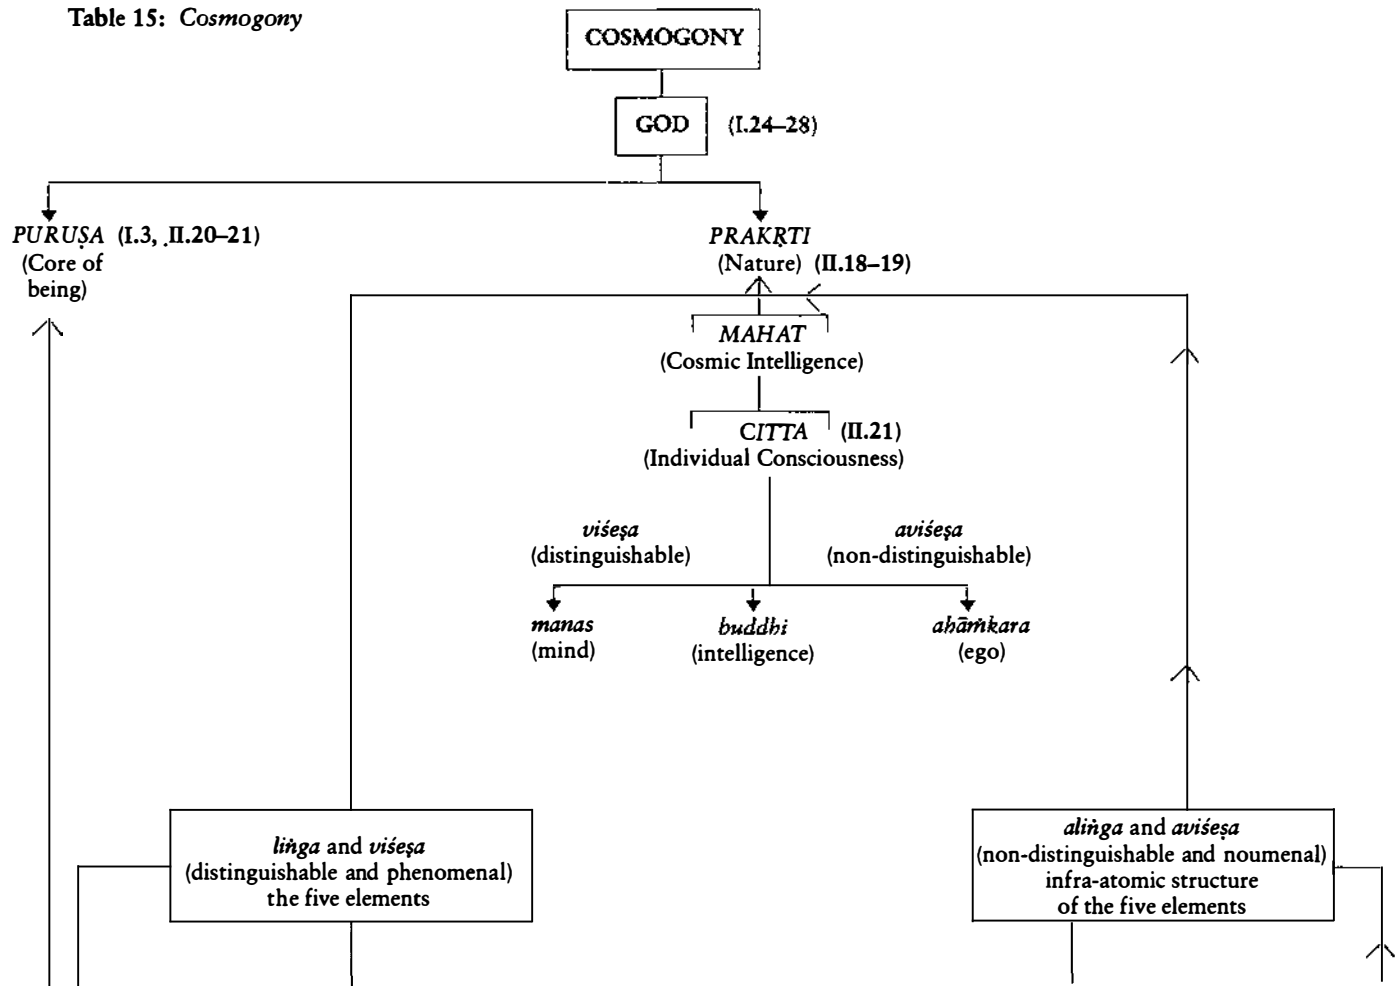 Table 15: Cosmogony
COSMOGONY
GOD (I.24–28)
PURUṢA (I.3, .II.20–21)
(Core of
being)
PRAKṚTI
(Nature) (II.18–19)
MAHAT
(Cosmic Intelligence)
CITTA (II.21)
(Individual Consciousness)
viśeṣa
(distinguishable)
aviśeṣa
(non-distinguishable)
manas
(mind)
buddhi
(intelligence)
ahāṁkara
(ego)
liṅga and viśeṣa
(distinguishable and phenomenal)
the five elements
aliṅga and aviśeṣa
(non-distinguishable and noumenal)
infra-atomic structure
of the five elements